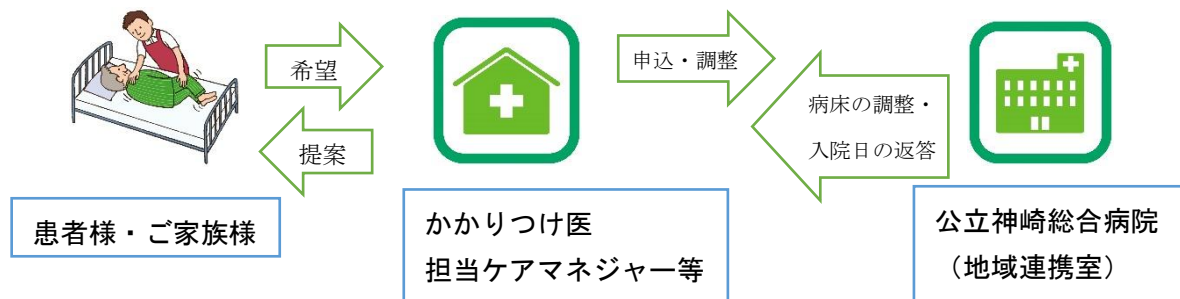 希望
提案
申込・調整
病床の調整・
入院日の返答
患者様・ご家族様
かかりつけ医
担当ケアマネジャー等
公立神崎総合病院
（地域連携室）